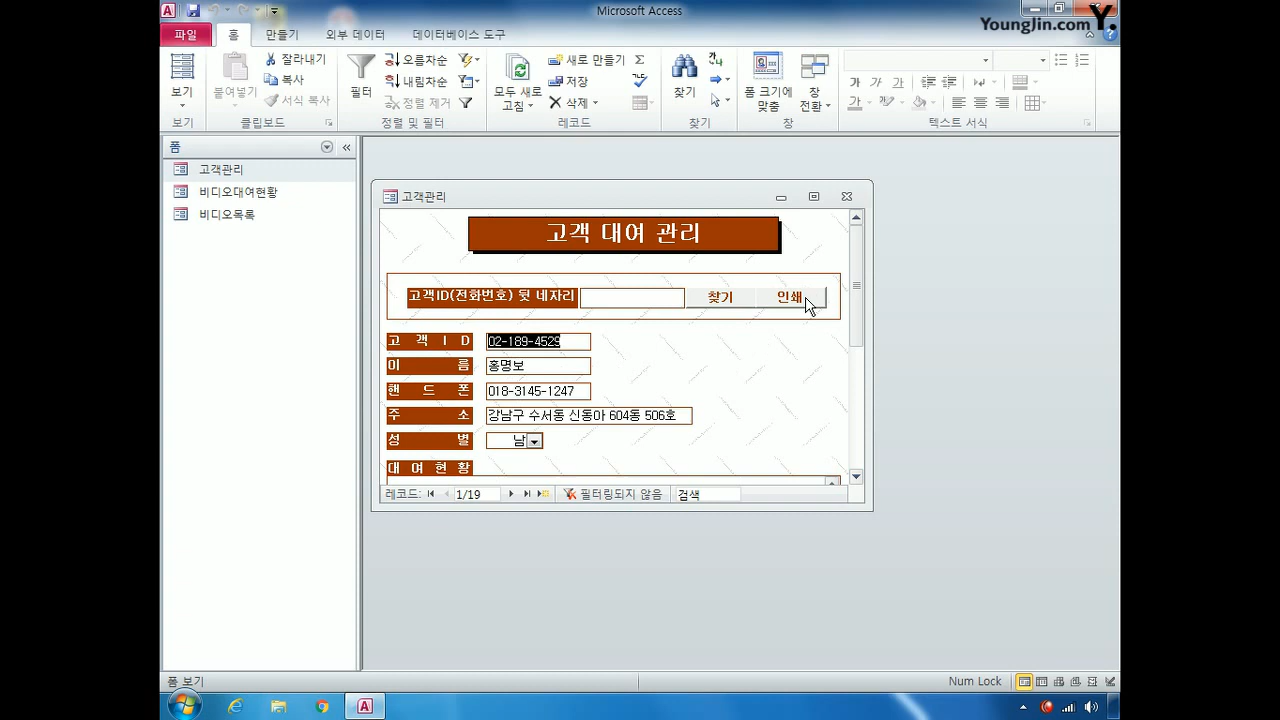 Microsoft Access
Younglin.com Y.
파일 홈 만들기 외부 데이터 데이터베이스 도구
보기 붙여넣기 잘라내기 복사 서식 복사 필터 오름차순 내림차순 정렬 제거 모두 새로 고침 새로 만들기 저장 삭제 찾기 폼 크기에 맞춤 창 전환 가 가 가 가
보기 클립보드 정렬 및 필터 레코드 찾기 창 텍스트 서식
폼
고객관리
비디오대여현황
비디오목록
고객관리
고객 대여 관리
고객ID(전화번호) 뒷 네자리 찾기 인쇄
고 객 I D 02-189-4529
이 름 홍명보
핸 드 폰 018-3145-1247
주 소 강남구 수서동 신동아 604동 506호
성 별 남
대 여 현 황
레코드: 1/19 필터링되지 않음 검색
폼 보기 Num Lock